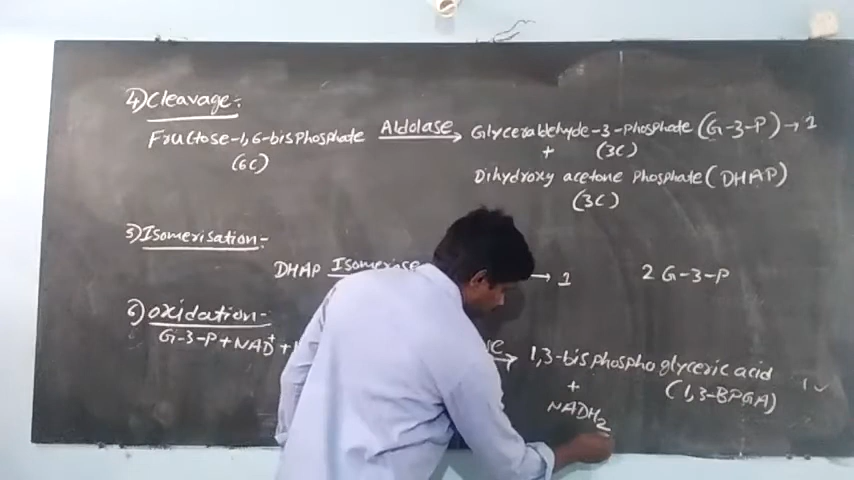 4) Cleavage:-
Fructose-1,6-bisphosphate Aldolase → Glyceraldehyde-3-phosphate (G-3-P) → 1
(6C) + (3C)
Dihydroxy acetone phosphate (DHAP)
(3C)
5) Isomerisation:-
DHAP Isomerise → 1 2 G-3-P
6) Oxidation:-
G-3-P + NAD+ + → 1,3-bisphosphoglyceric acid
+ (1,3-BPGA)
NADH2